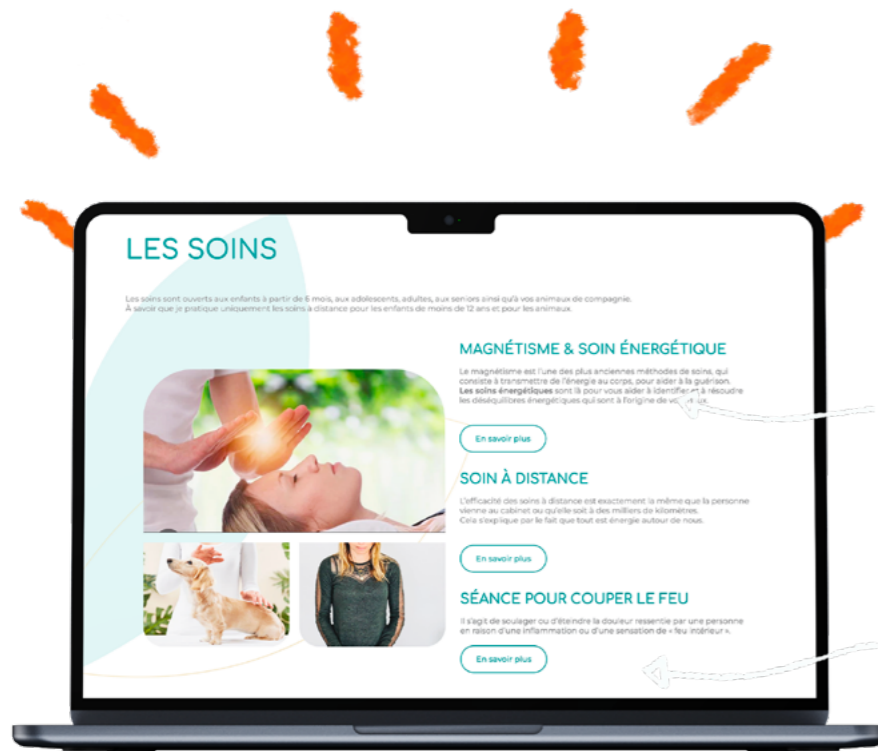 LES SOINS
Les soins sont ouverts aux enfants à partir de 6 mois, aux adolescents, adultes, aux seniors ainsi qu'à vos animaux de compagnie.
À savoir que je pratique uniquement les soins à distance pour les enfants de moins de 12 ans et pour les animaux.
MAGNÉTISME & SOIN ÉNERGÉTIQUE
Le magnétisme est l'une des plus anciennes méthodes de soins, qui
consiste à transmettre de l'énergie au corps, pour aider à la guérison.
Les soins énergétiques sont là pour vous aider à identifier et à résoudre
les déséquilibres énergétiques qui sont à l'origine de
En savoir plus
SOIN À DISTANCE
L'efficacité des soins à distance est exactement la même que la personne
vienne au cabinet ou qu'elle soit à des milliers de kilomètres.
Cela s'explique par le fait que tout est énergie autour de nous.
En savoir plus
SÉANCE POUR COUPER LE FEU
Il s'agit de soulager ou d'éteindre la douleur ressentie par une personne
en raison d'une inflammation ou d'une sensation de « feu intérieur ».
En savoir plus